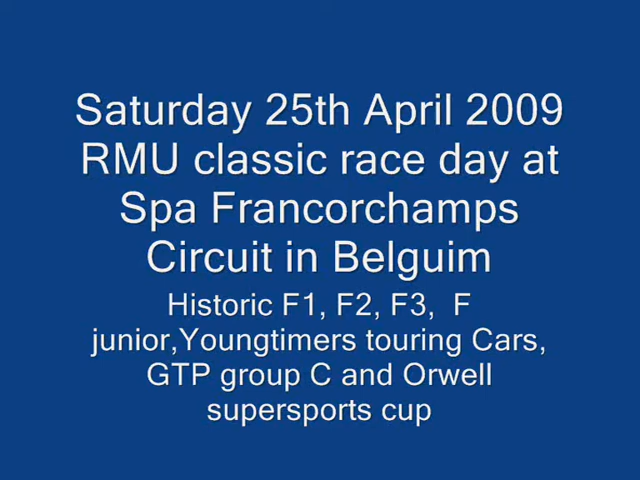 Saturday 25th April 2009
RMU classic race day at
Spa Francorchamps
Circuit in Belguim
Historic F1, F2, F3,  F
junior,Youngtimers touring Cars,
GTP group C and Orwell
supersports cup